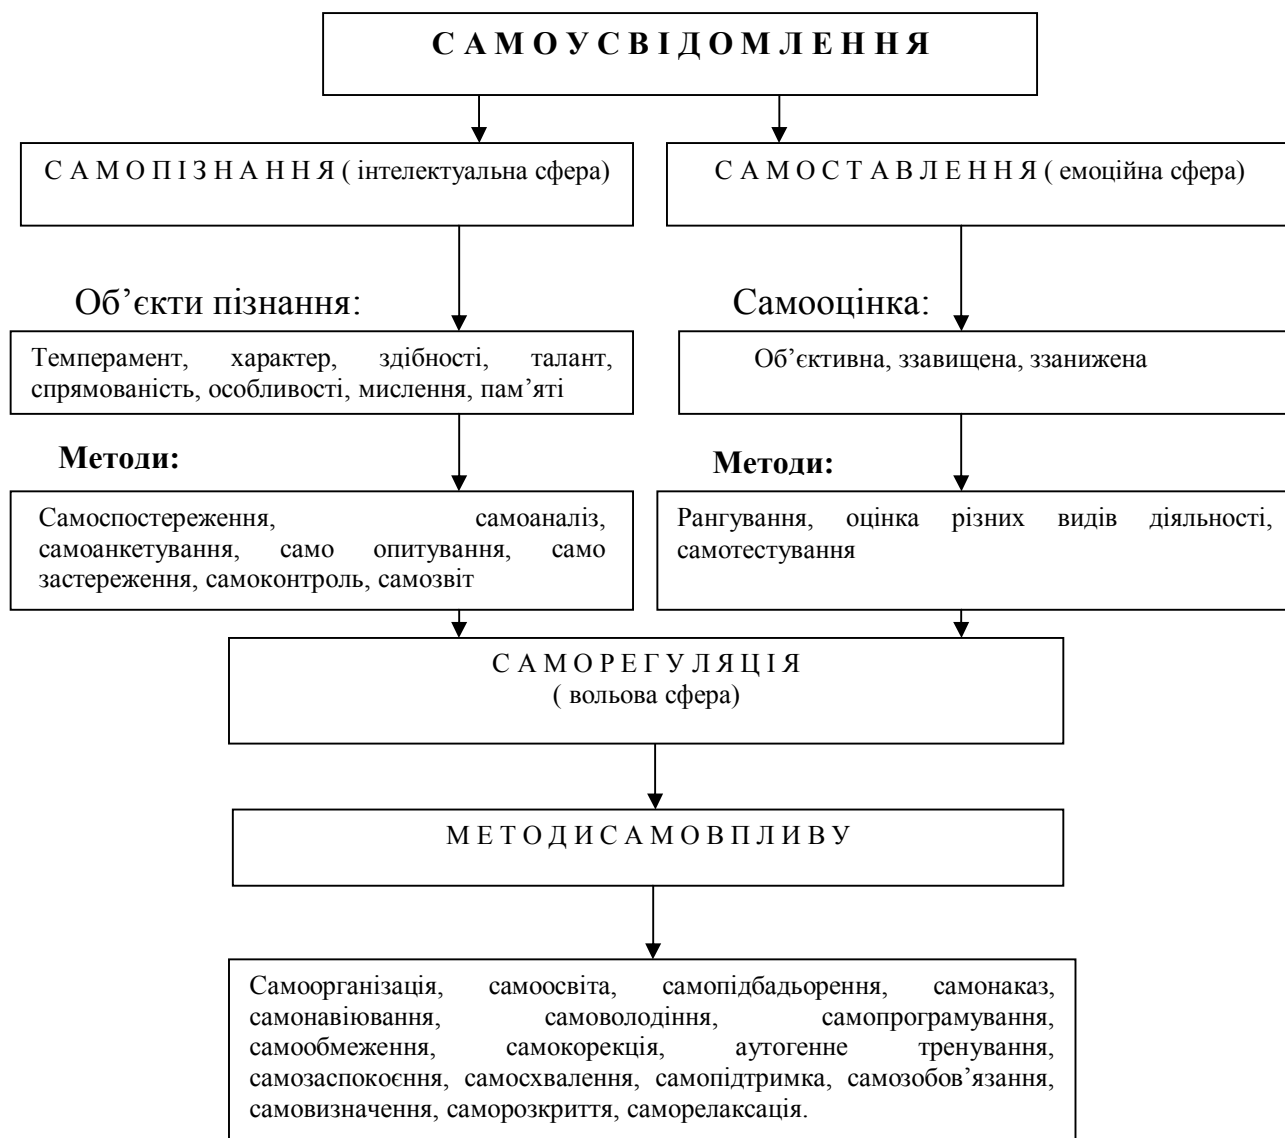 С А М О У С В І Д О М Л Е Н Н Я
С А М О П І З Н А Н Н Я ( інтелектуальна сфера)
С А М О С Т А В Л Е Н Н Я ( емоційна сфера)
Об’єкти пізнання:
Самооцінка:
Темперамент, характер, здібності, талант,
спрямованість, особливості, мислення, пам’яті
Об’єктивна, ззавищена, ззанижена
Методи:
Методи:
Самоспостереження, самоаналіз,
самоанкетування, само опитування, само
застереження, самоконтроль, самозвіт
Рангування, оцінка різних видів діяльності,
самотестування
С А М О Р Е Г У Л Я Ц І Я
( вольова сфера)
М Е Т О Д И С А М О В П Л И В У
Самоорганізація, самоосвіта, самопідбадьорення, самонаказ,
самонавіювання, самоволодіння, самопрограмування,
самообмеження, самокорекція, аутогенне тренування,
самозаспокоєння, самосхвалення, самопідтримка, самозобов’язання,
самовизначення, саморозкриття, саморелаксація.